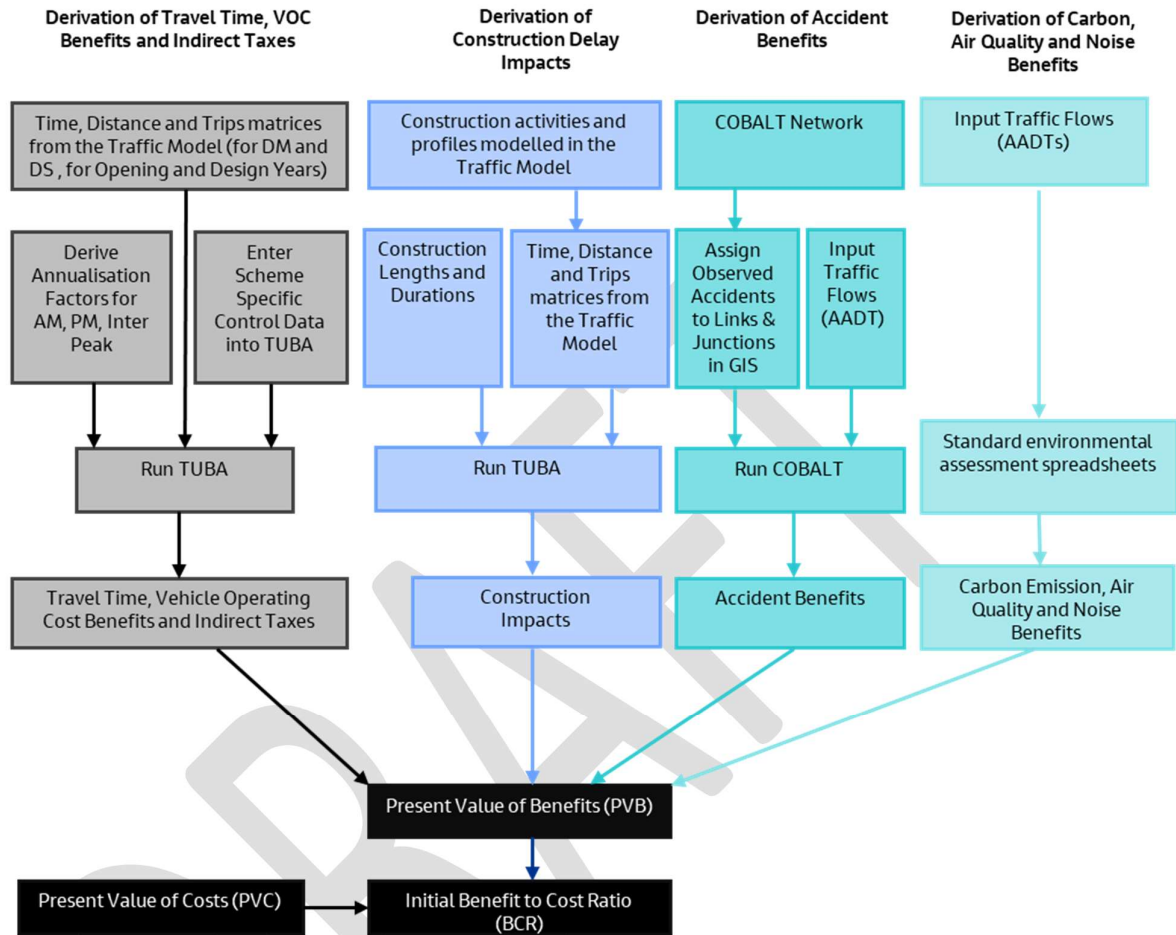 Derivation of Travel Time, VOC
Benefits and Indirect Taxes
Derivation of
Construction Delay
Impacts
Derivation of Accident
Benefits
Derivation of Carbon,
Air Quality and Noise
Benefits
Time, Distance and Trips matrices
from the Traffic Model (for DM and
DS , for Opening and Design Years)
Construction activities and
profiles modelled in the
Traffic Model
COBALT Network
Input Traffic Flows
(AADTs)
Derive
Annualisation
Factors for
AM, PM, Inter
Peak
Enter
Scheme
Specific
Control Data
into TUBA
Construction
Lengths and
Durations
Time, Distance
and Trips
matrices from
the Traffic
Model
Assign
Observed
Accidents
to Links &
Junctions
in GIS
Input
Traffic
Flows
(AADT)
Run TUBA
Run TUBA
Run COBALT
Standard environmental
assessment spreadsheets
Travel Time, Vehicle Operating
Cost Benefits and Indirect Taxes
Construction
Impacts
Accident Benefits
Carbon Emission, Air
Quality and Noise
Benefits
Present Value of Benefits (PVB)
Present Value of Costs (PVC)
Initial Benefit to Cost Ratio
(BCR)
DRAFT